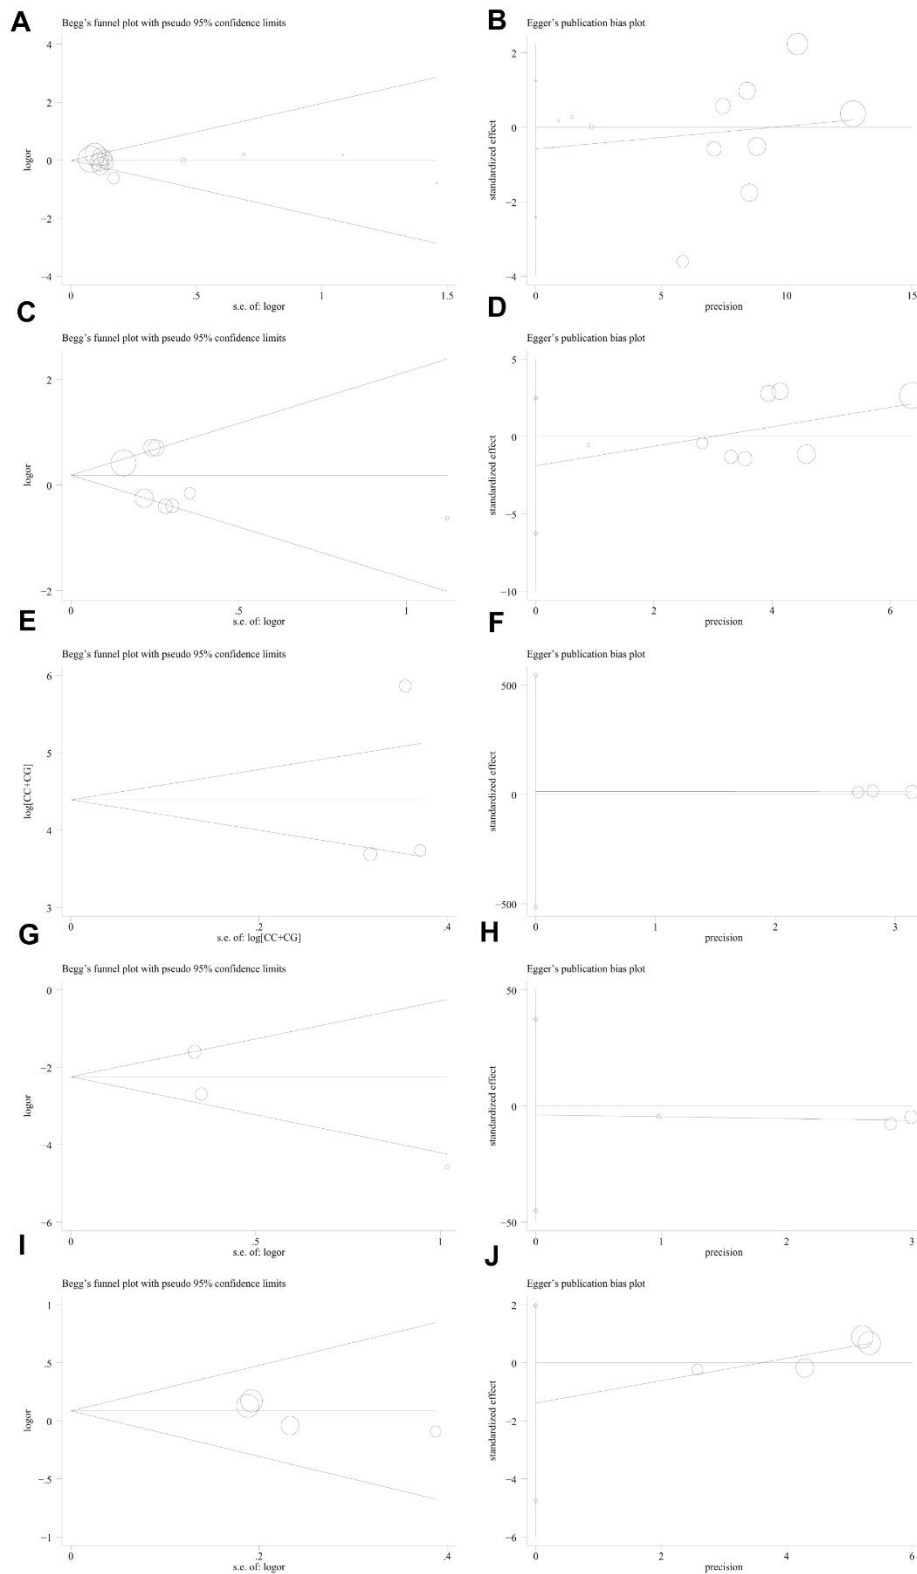 A
Begg's funnel plot with pseudo 95% confidence limits
4
2
0
−2
−4
logor
0
.5
1
1.5
s.e. of: logor
B
Egger's publication bias plot
2
0
−2
−4
standardized effect
0
5
10
15
precision
C
Begg's funnel plot with pseudo 95% confidence limits
2
0
−2
logor
0
1
s.e. of: logor
D
Egger's publication bias plot
5
0
−5
−10
standardized effect
0
2
4
6
precision
E
Begg's funnel plot with pseudo 95% confidence limits
6
5
4
3
log[CC+CG]
0
.2
.4
s.e. of: log[CC+CG]
F
Egger's publication bias plot
500
0
−500
standardized effect
0
1
2
3
precision
G
Begg's funnel plot with pseudo 95% confidence limits
0
−2
−4
−6
logor
0
.5
1
s.e. of: logor
H
Egger's publication bias plot
50
0
−50
standardized effect
0
1
2
3
precision
I
Begg's funnel plot with pseudo 95% confidence limits
1
.5
0
−.5
−1
logor
0
.2
.4
s.e. of: logor
J
Egger's publication bias plot
2
0
−2
−4
−6
standardized effect
0
2
4
6
precision